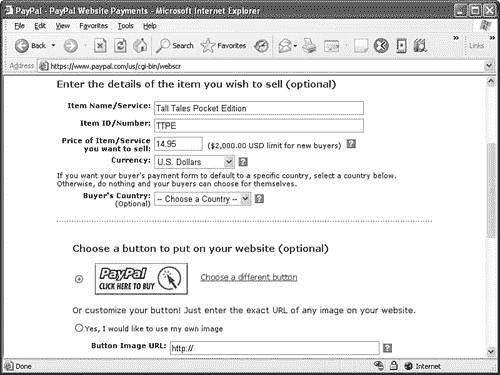 PayPal - PayPal Website Payments - Microsoft Internet Explorer
File Edit View Favorites Tools Help
Back Search Favorites Links
Address https://www.paypal.com/us/cgi-bin/webscr
Enter the details of the item you wish to sell (optional)
Item Name/Service: Tall Tales Pocket Edition
Item ID/Number: TTPE
Price of Item/Service
you want to sell: 14.95 ($2,000.00 USD limit for new buyers) ?
Currency: U.S. Dollars ?
If you want your buyer's payment form to default to a specific country, select a country below.
Otherwise, do nothing and your buyers can choose for themselves.
Buyer's Country: -- Choose a Country -- ?
(Optional)
Choose a button to put on your website (optional)
PayPal
CLICK HERE TO BUY
Choose a different button
Or customize your button! Just enter the exact URL of any image on your website.
Yes, I would like to use my own image
Button Image URL: http:// ?
Done Internet